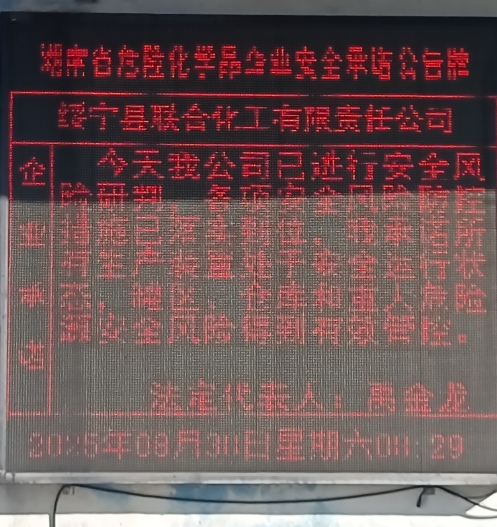 湖南省危险化学品企业安全承诺公告牌
绥宁县联合化工有限责任公司
企业承诺
今天我公司已进行安全风
险研判，各项安全风险防控
措施已落实到位，我承诺所
有生产装置处于安全运行状
态，罐区、仓库和重大危险
源安全风险得到有效管控。
法定代表人：禹金龙
2025年08月30日星期六08:29